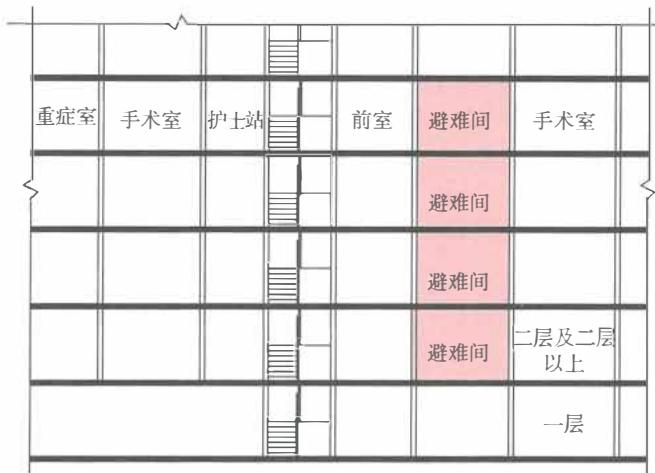 重症室 手术室 护士站 前室 避难间 手术室
避难间
避难间
避难间 二层及二层
以上
一层